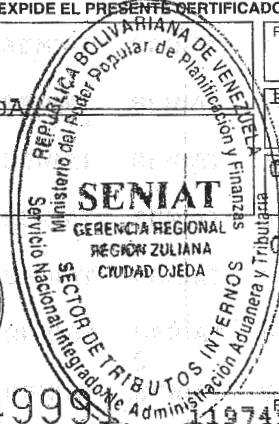 EXPIDE EL PRESENTE CERTIFICADO
REPUBLICA BOLIVARIANA DE VENEZUELA
Ministerio del Poder Popular de Planificación y Finanzas
SENIAT
GERENCIA REGIONAL
REGIÓN ZULIANA
CIUDAD OJEDA
SECTOR DE TRIBUTOS INTERNOS
Servicio Nacional Integrado de Administración Aduanera y Tributaria
11974